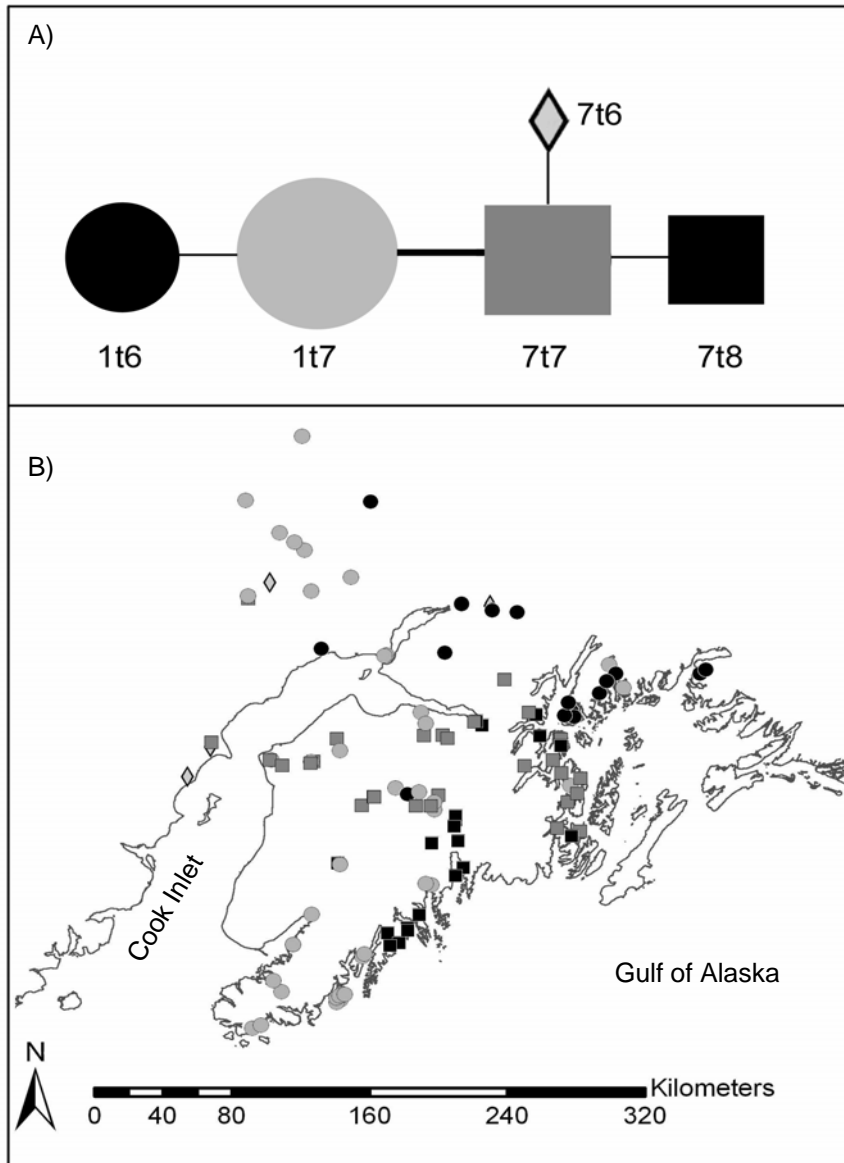 A)
7t6
1t6 1t7 7t7 7t8
B)
Cook Inlet
Gulf of Alaska
N
Kilometers
0 40 80 160 240 320